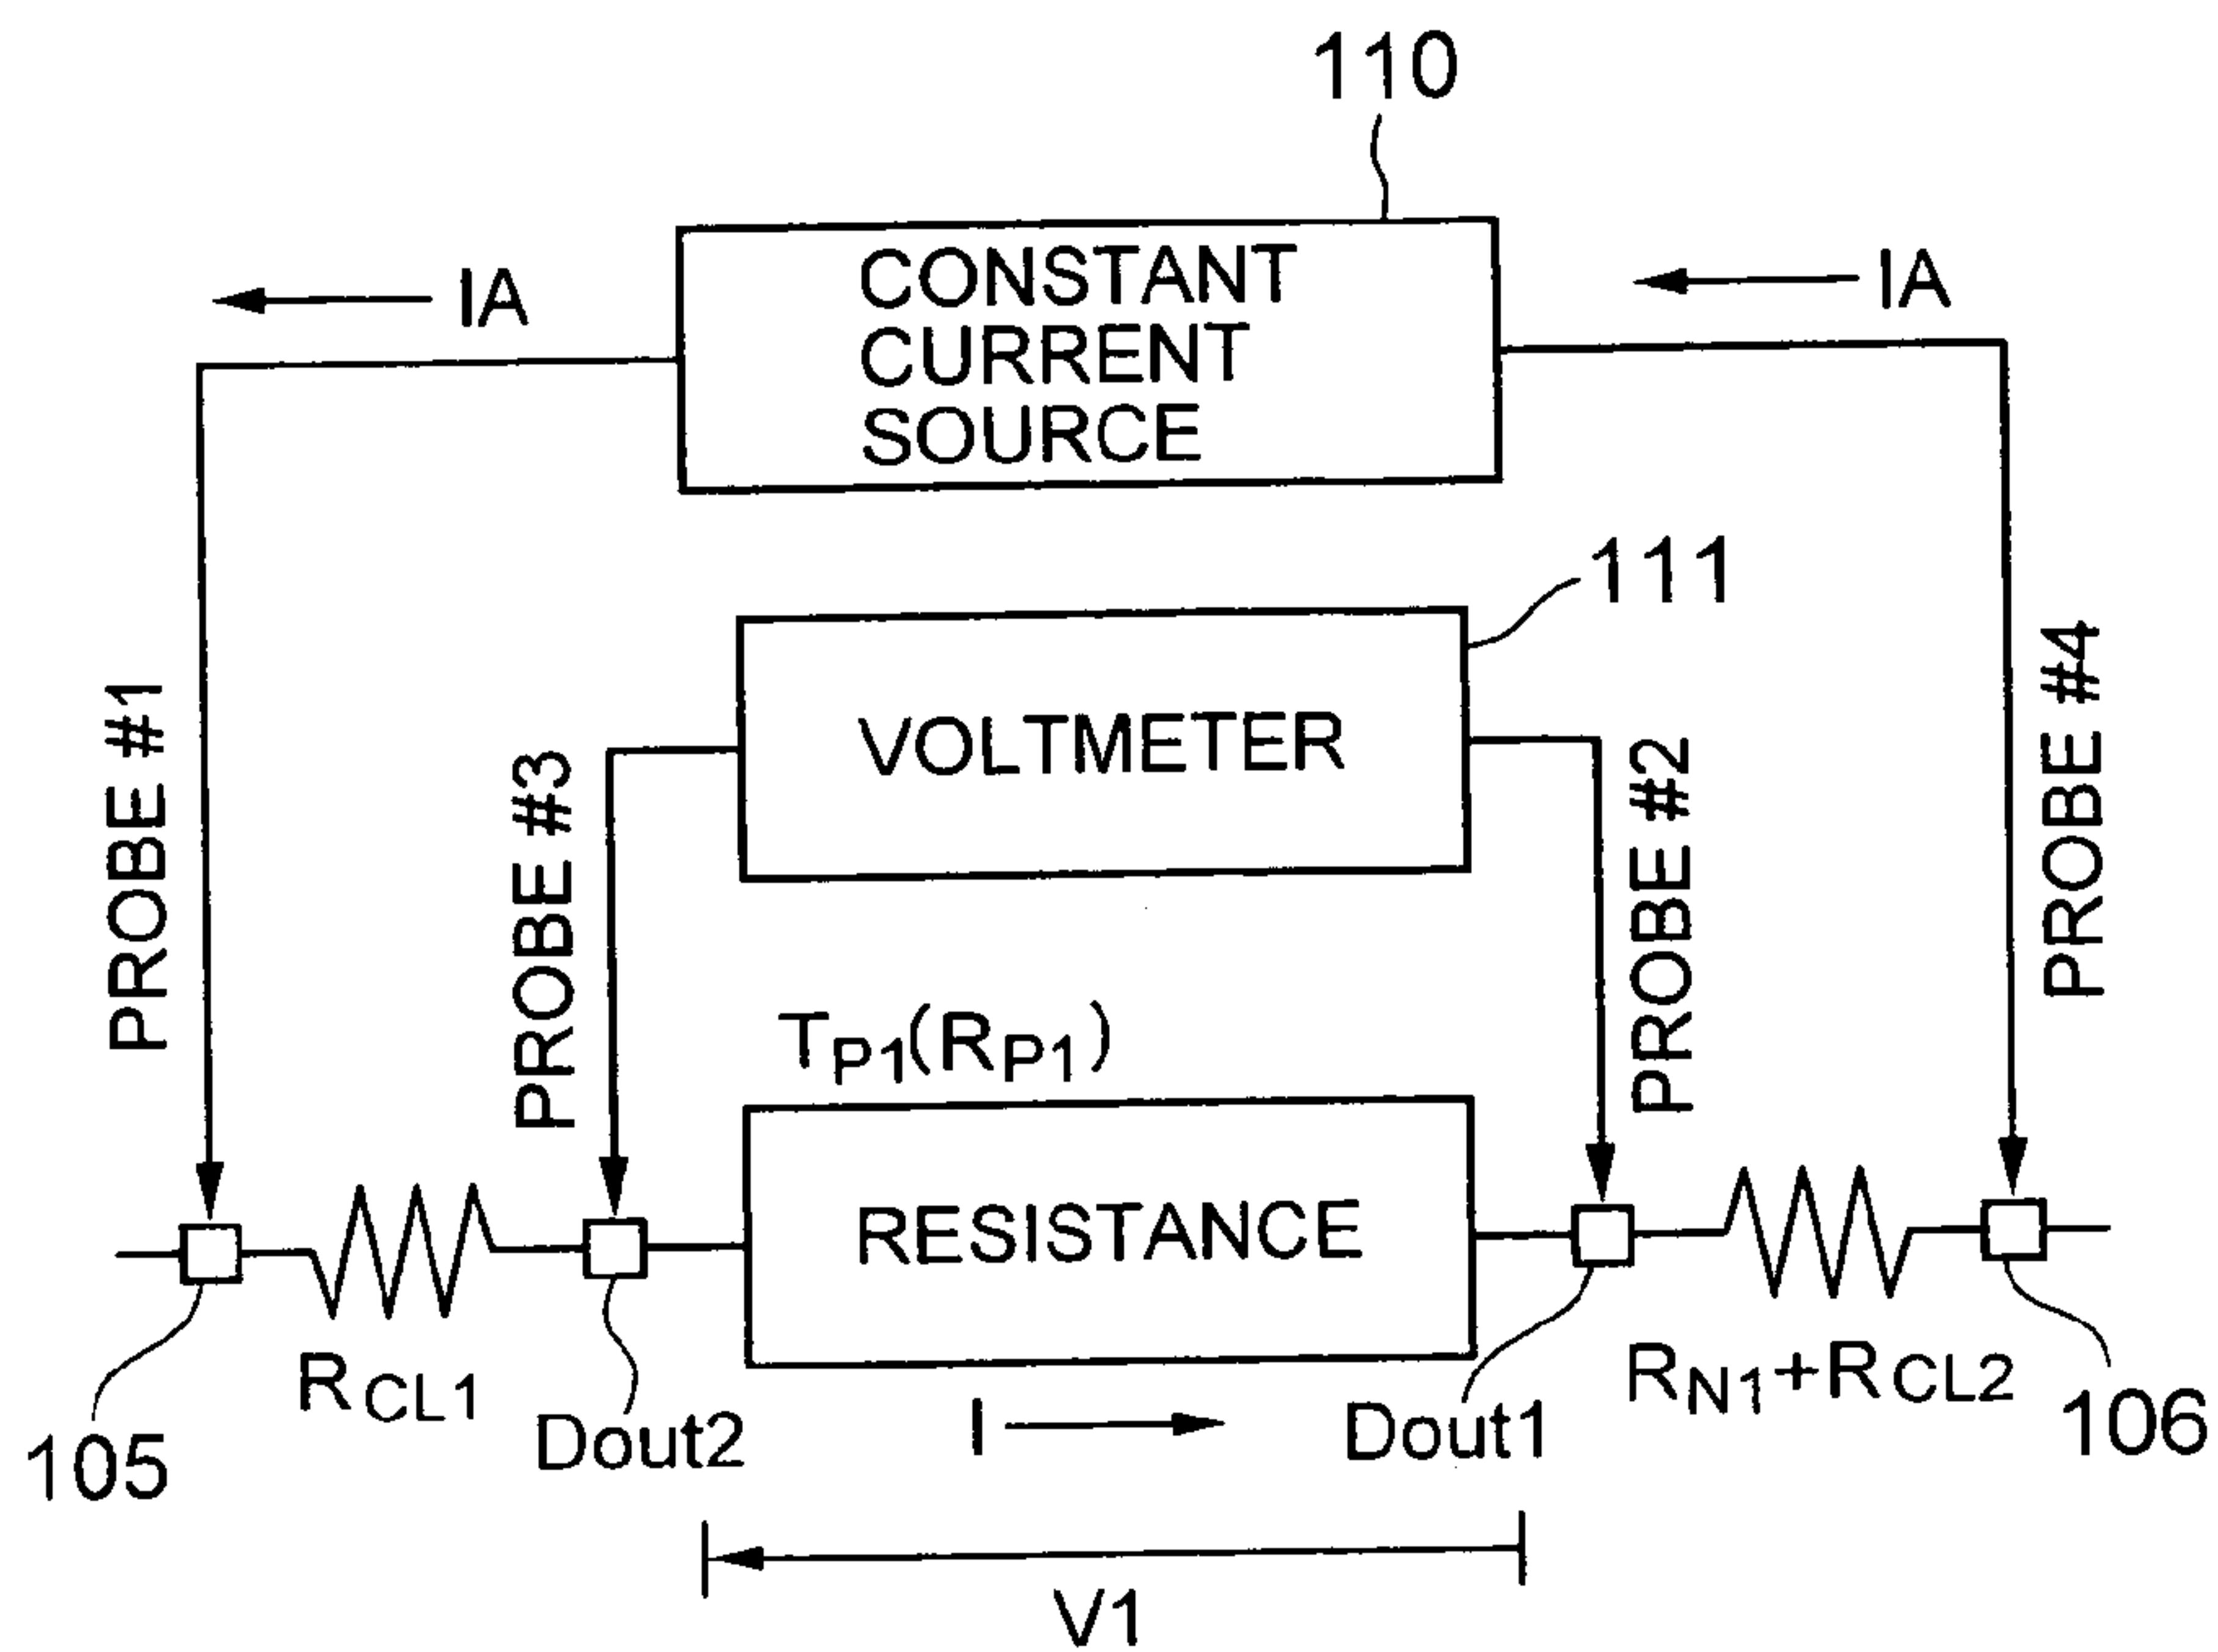 110
IA
CONSTANT
CURRENT
SOURCE
IA
111
VOLTMETER
PROBE #1
PROBE #3
PROBE #2
PROBE #4
TP1(RP1)
RESISTANCE
RCL1
RN1+RCL2
105
Dout2
I
Dout1
106
V1